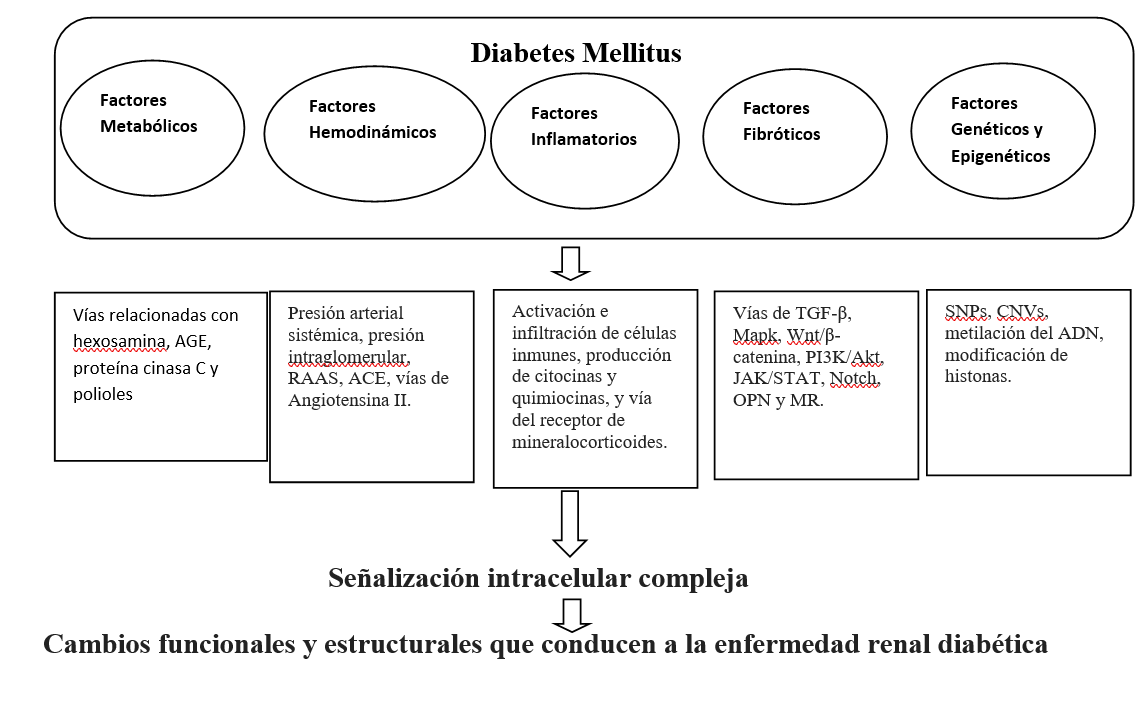 Diabetes Mellitus
Factores
Metabólicos
Factores
Hemodinámicos
Factores
Inflamatorios
Factores
Fibróticos
Factores
Genéticos y
Epigenéticos
Vías relacionadas con
hexosamina, AGE,
proteína cinasa C y
polioles
Presión arterial
sistémica, presión
intraglomerular,
RAAS, ACE, vías de
Angiotensina II.
Activación e
infiltración de células
inmunes, producción
de citocinas y
quimiocinas, y vía
del receptor de
mineralocorticoides.
Vías de TGF-β,
Mapk, Wnt/β-
catenina, PI3K/Akt,
JAK/STAT, Notch,
OPN y MR.
SNPs, CNVs,
metilación del ADN,
modificación de
histonas.
Señalización intracelular compleja
Cambios funcionales y estructurales que conducen a la enfermedad renal diabética